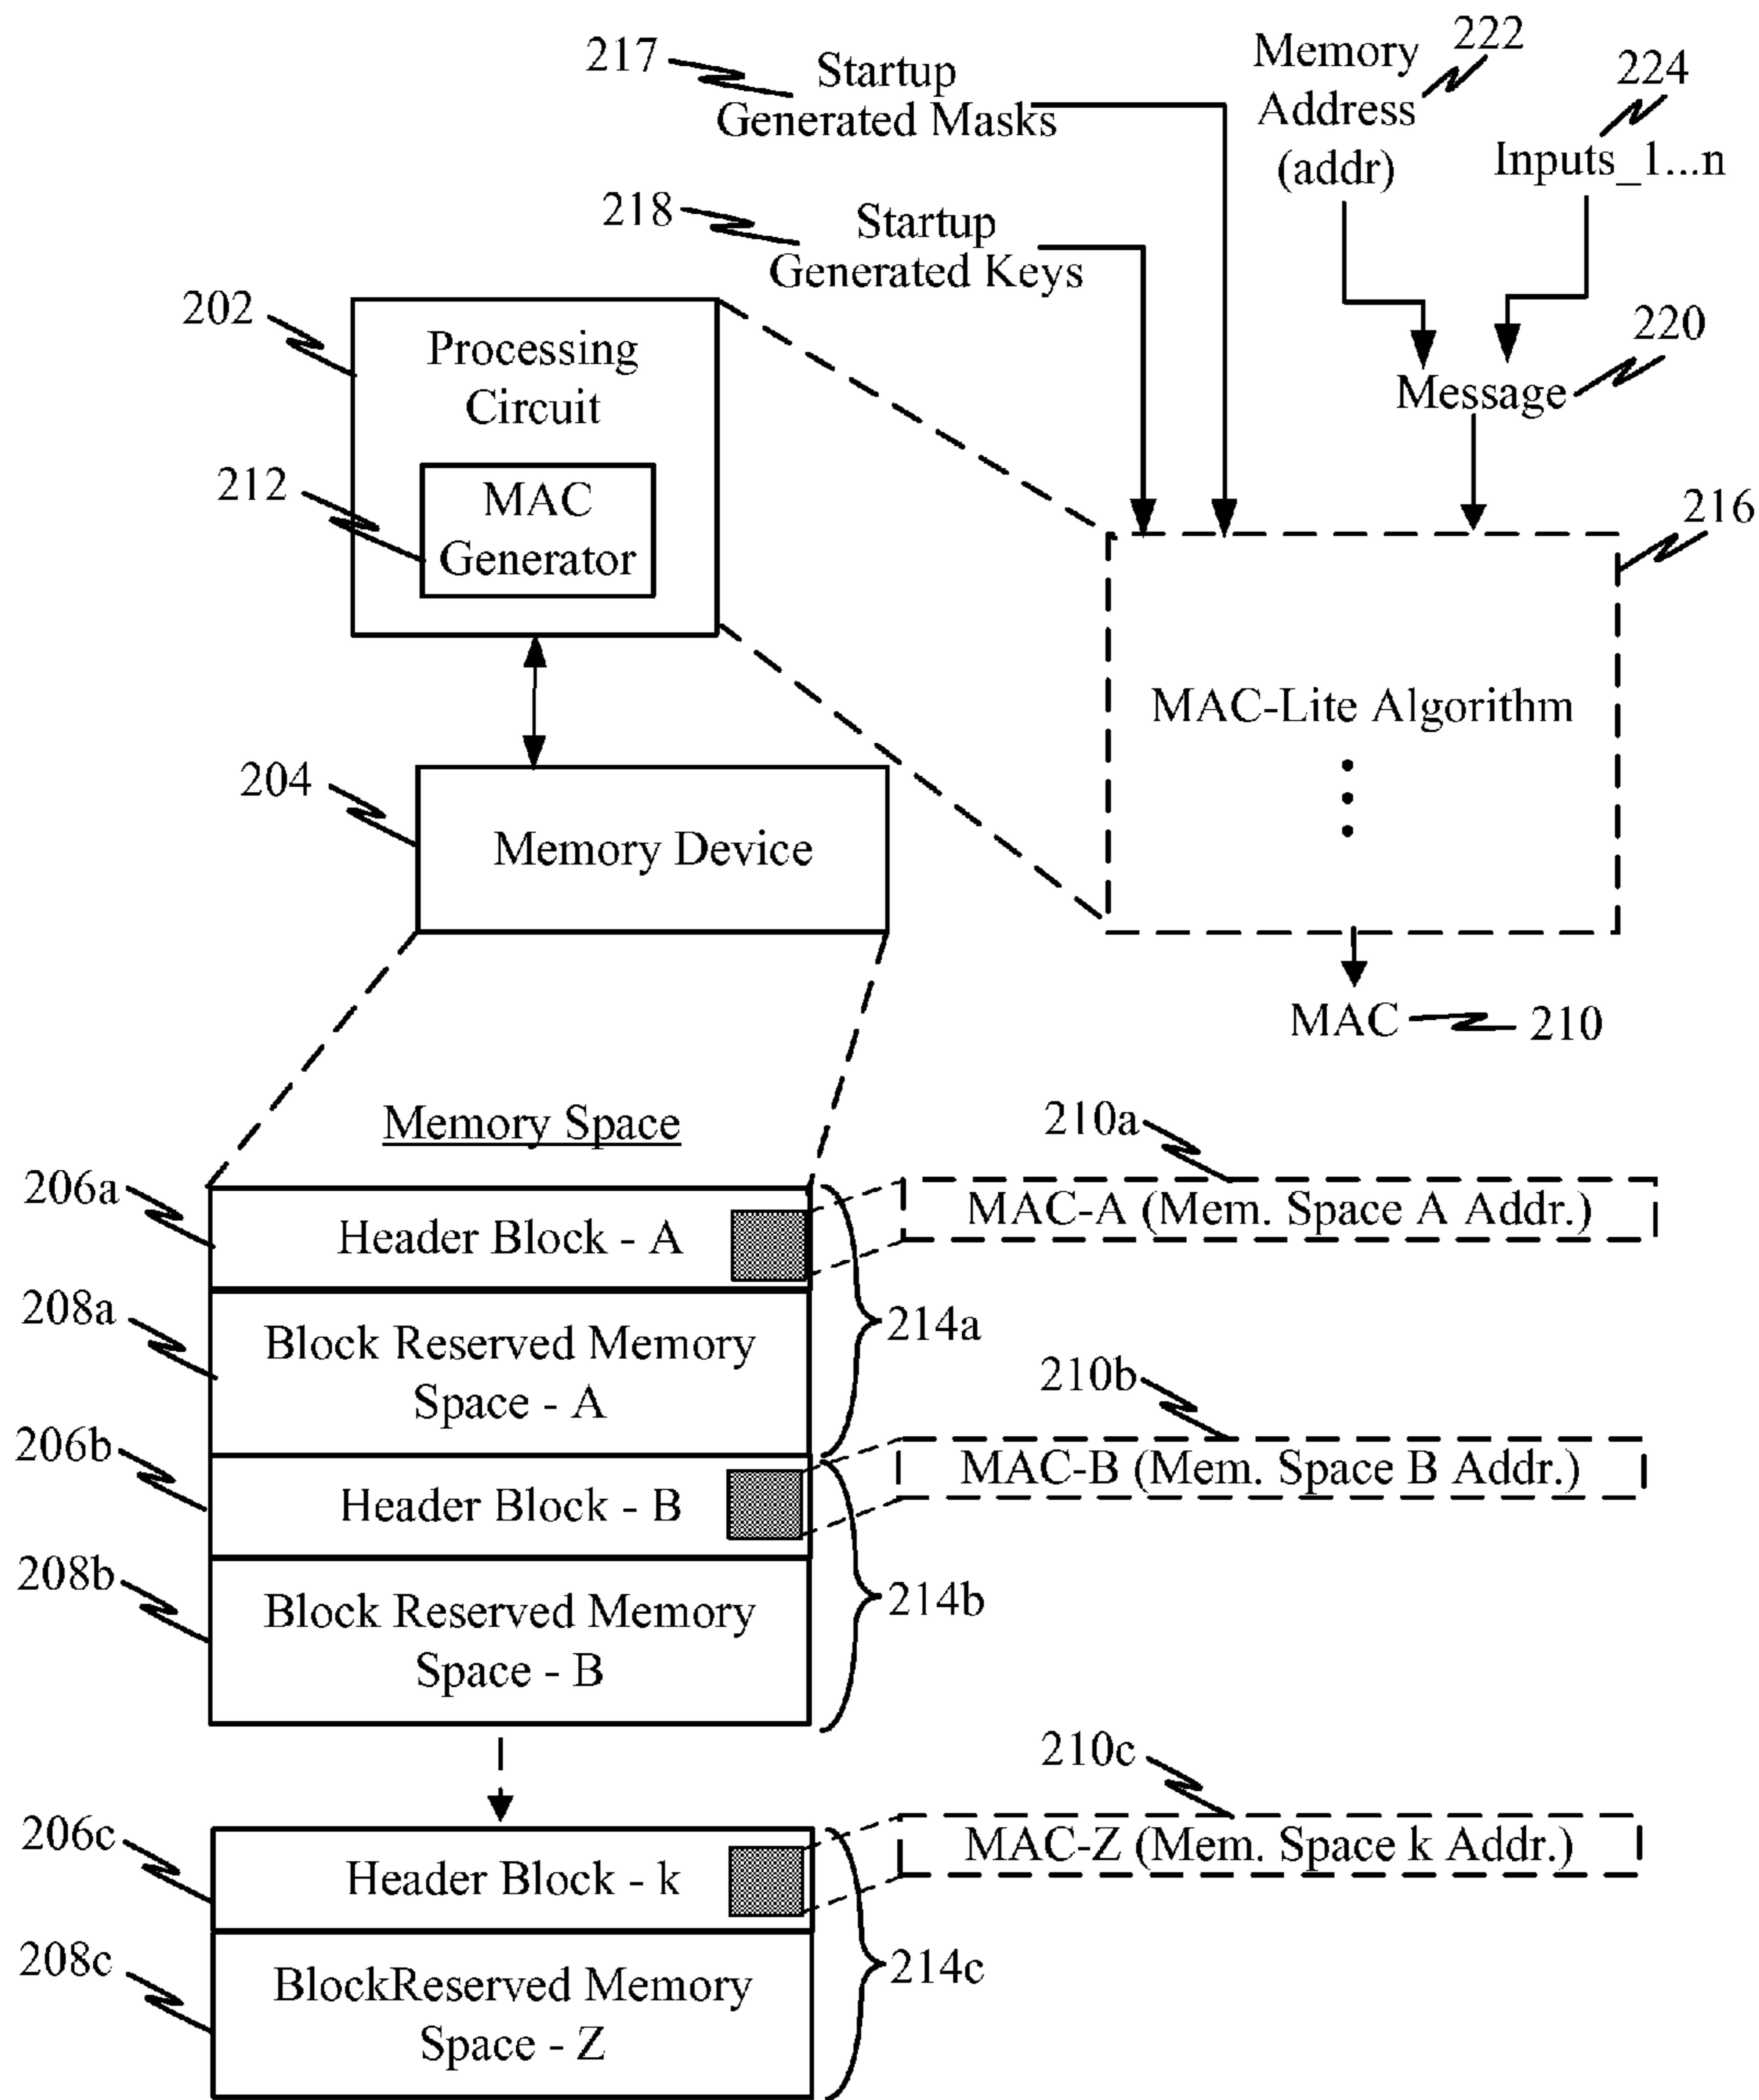 217
Startup
Generated Masks
Memory
Address
(addr)
222
224
Inputs_1...n
218
Startup
Generated Keys
202
Processing
Circuit
220
Message
212
MAC
Generator
216
MAC-Lite Algorithm
204
Memory Device
MAC
210
Memory Space
210a
206a
Header Block - A
MAC-A (Mem. Space A Addr.)
208a
Block Reserved Memory
Space - A
214a
210b
206b
Header Block - B
MAC-B (Mem. Space B Addr.)
208b
Block Reserved Memory
Space - B
214b
210c
206c
Header Block - k
MAC-Z (Mem. Space k Addr.)
208c
BlockReserved Memory
Space - Z
214c